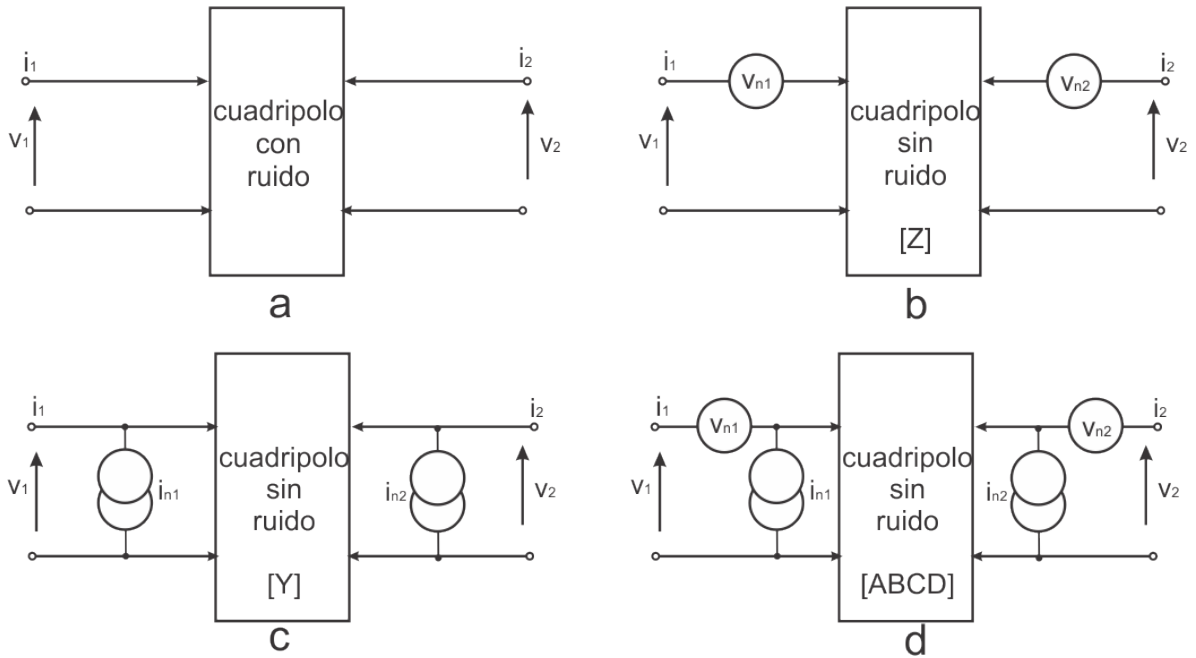 i1
v1
cuadripolo
con
ruido
i2
v2
a
i1
vn1
v1
cuadripolo
sin
ruido
[Z]
vn2
i2
v2
b
i1
v1
in1
cuadripolo
sin
ruido
[Y]
in2
i2
v2
c
i1
vn1
v1
in1
cuadripolo
sin
ruido
[ABCD]
in2
vn2
i2
v2
d